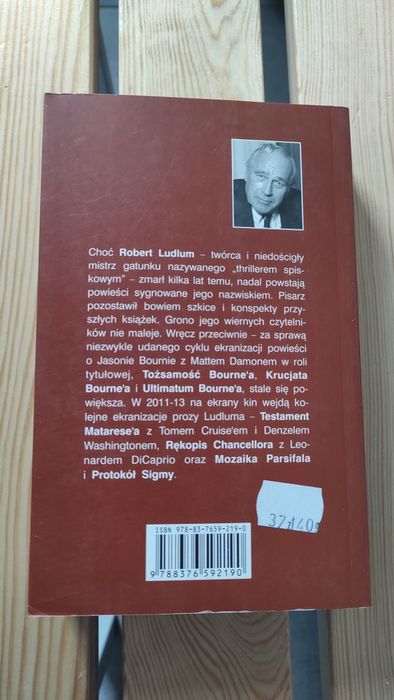 Choć Robert Ludlum – twórca i niedościgły
mistrz gatunku nazywanego „thrillerem spis-
kowym” – zmarł kilka lat temu, nadal powstają
powieści sygnowane jego nazwiskiem. Pisarz
pozostawił bowiem szkice i konspekty przy-
szłych książek. Grono jego wiernych czytelni-
ków nie maleje. Wręcz przeciwnie – za sprawą
niezwykle udanego cyklu ekranizacji powieści
o Jasonie Bournie z Mattem Damonem w roli
tytułowej, Tożsamość Bourne'a, Krucjata
Bourne'a i Ultimatum Bourne'a, stale się po-
większa. W 2011-13 na ekrany kin wejdą ko-
lejne ekranizacje prozy Ludluma – Testament
Matarese'a z Tomem Cruise'em i Denzelem
Washingtonem, Rękopis Chancellora z Leo-
nardem DiCaprio oraz Mozaika Parsifala
i Protokół Sigmy.
37zł40g
ISBN 978-83-7659-219-0
9 788376 592190